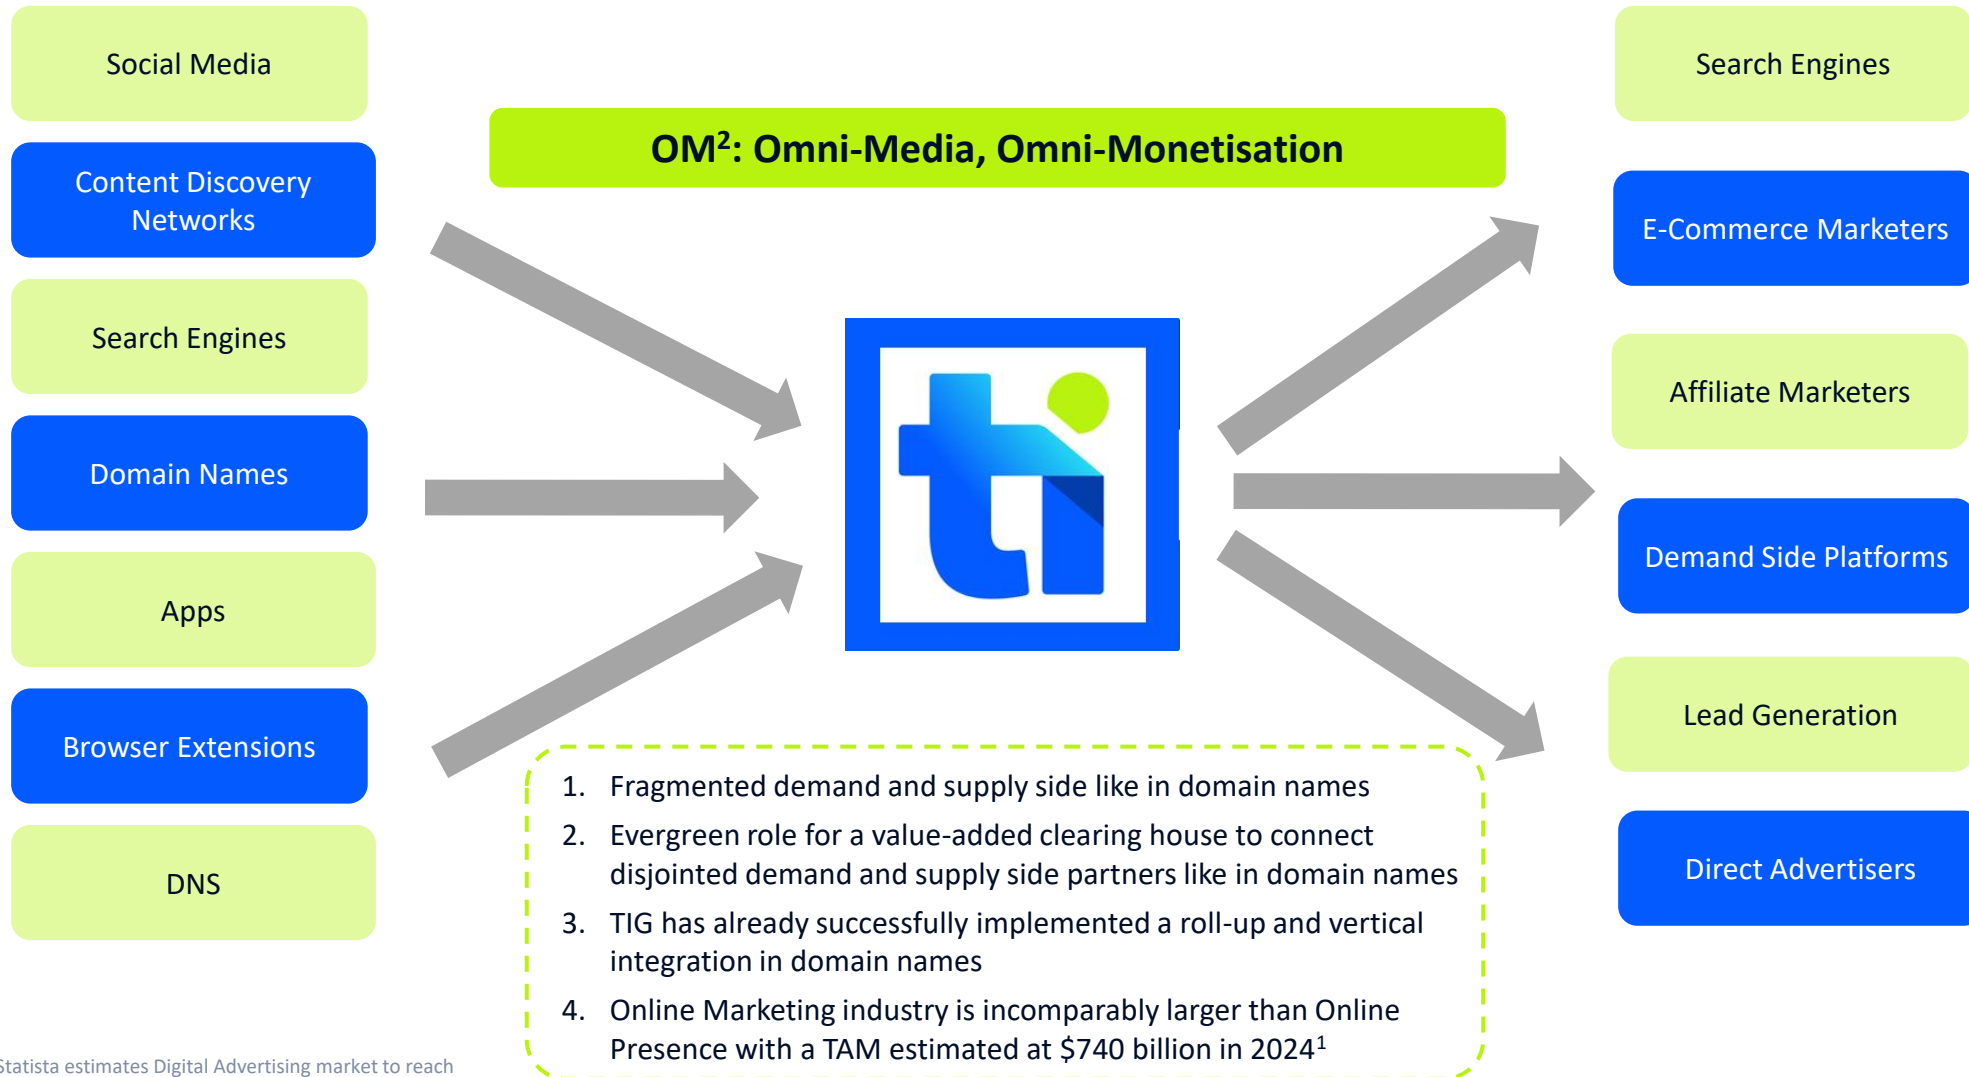 Social Media
Content Discovery
Networks
Search Engines
Domain Names
Apps
Browser Extensions
DNS
OM²: Omni-Media, Omni-Monetisation
ti
1. Fragmented demand and supply side like in domain names
2. Evergreen role for a value-added clearing house to connect
disjointed demand and supply side partners like in domain names
3. TIG has already successfully implemented a roll-up and vertical
integration in domain names
4. Online Marketing industry is incomparably larger than Online
Presence with a TAM estimated at $740 billion in 2024¹
Search Engines
E-Commerce Marketers
Affiliate Marketers
Demand Side Platforms
Lead Generation
Direct Advertisers
Statista estimates Digital Advertising market to reach